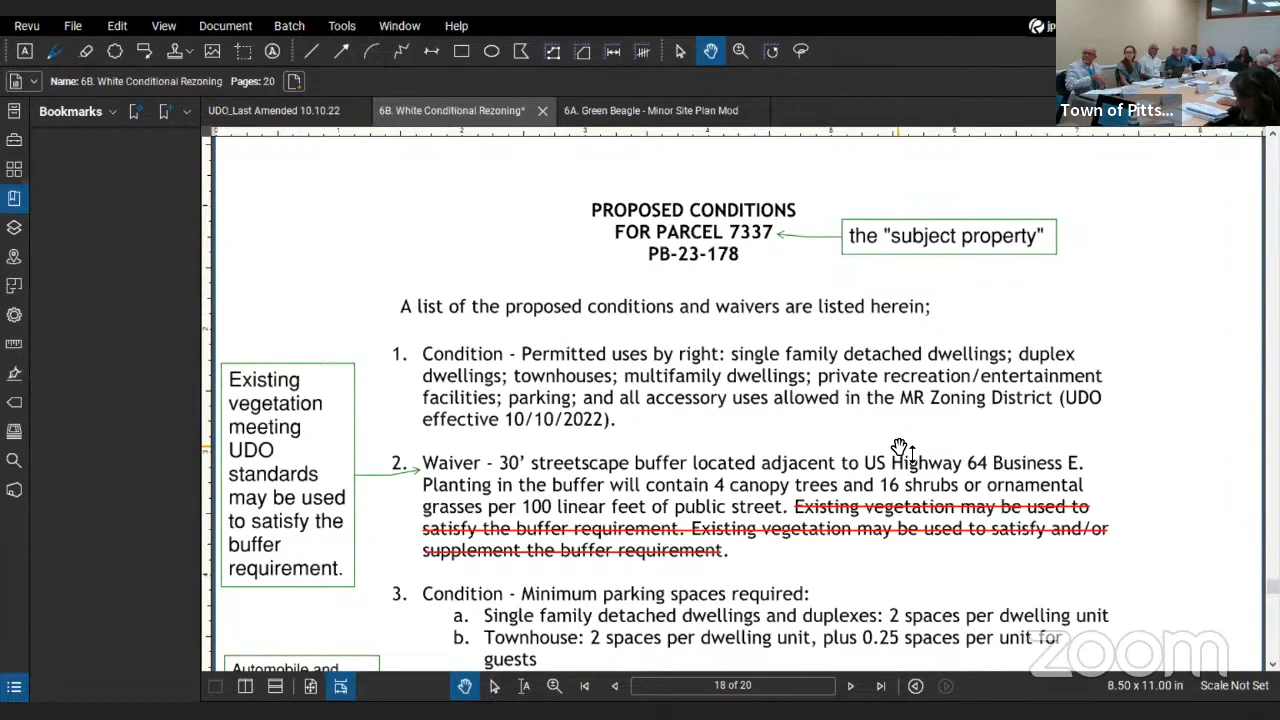 Revu File Edit View Document Batch Tools Window Help
Name: 6B. White Conditional Rezoning Pages: 20
Bookmarks
UDO_Last Amended 10.10.22
6B. White Conditional Rezoning*
6A. Green Beagle - Minor Site Plan Mod
Town of Pitts...
PROPOSED CONDITIONS
FOR PARCEL 7337
PB-23-178
the "subject property"
A list of the proposed conditions and waivers are listed herein;
1. Condition - Permitted uses by right: single family detached dwellings; duplex
dwellings; townhouses; multifamily dwellings; private recreation/entertainment
facilities; parking; and all accessory uses allowed in the MR Zoning District (UDO
effective 10/10/2022).
Existing
vegetation
meeting
UDO
standards
may be used
to satisfy the
buffer
requirement.
2. Waiver - 30’ streetscape buffer located adjacent to US Highway 64 Business E.
Planting in the buffer will contain 4 canopy trees and 16 shrubs or ornamental
grasses per 100 linear feet of public street. Existing vegetation may be used to
satisfy the buffer requirement. Existing vegetation may be used to satisfy and/or
supplement the buffer requirement.
3. Condition - Minimum parking spaces required:
a. Single family detached dwellings and duplexes: 2 spaces per dwelling unit
b. Townhouse: 2 spaces per dwelling unit, plus 0.25 spaces per unit for
guests
Automobile and
zoom
18 of 20
8.50 x 11.00 in
Scale Not Set